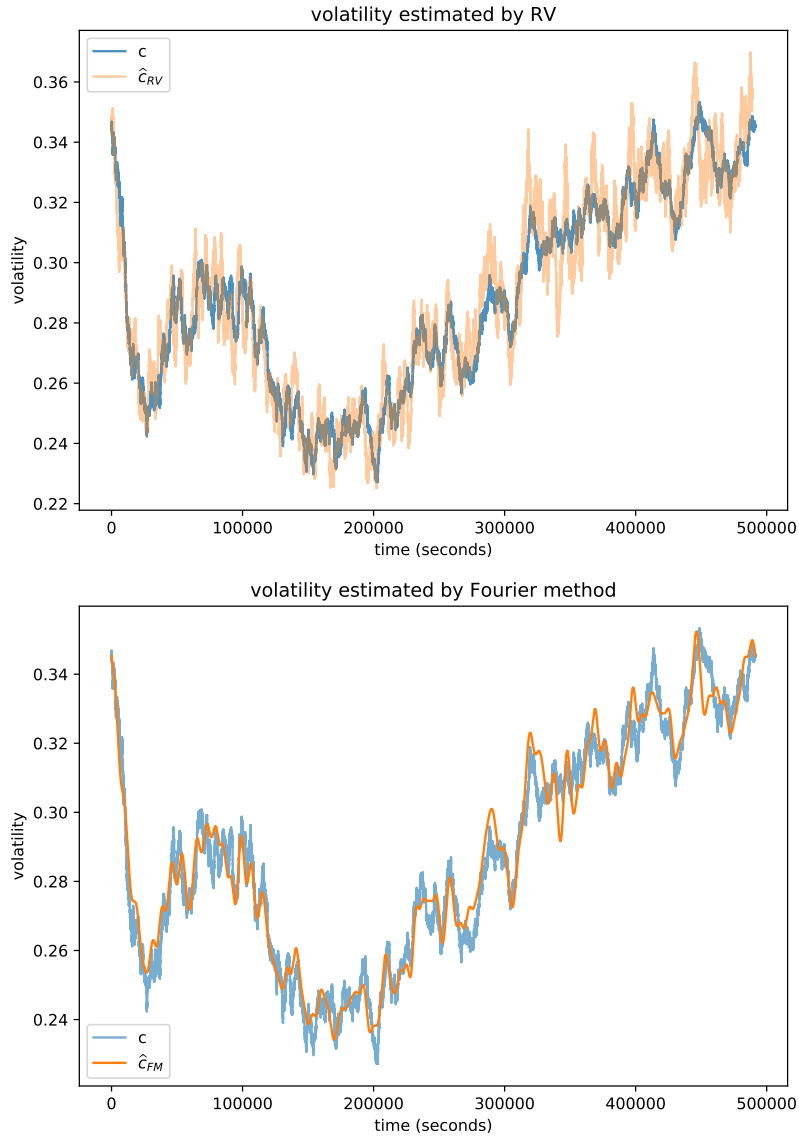 volatility estimated by RV
c
ĉ_RV
0.36
0.34
0.32
0.30
0.28
0.26
0.24
0.22
volatility
0 100000 200000 300000 400000 500000
time (seconds)
volatility estimated by Fourier method
0.34
0.32
0.30
0.28
0.26
0.24
volatility
c
ĉ_FM
0 100000 200000 300000 400000 500000
time (seconds)